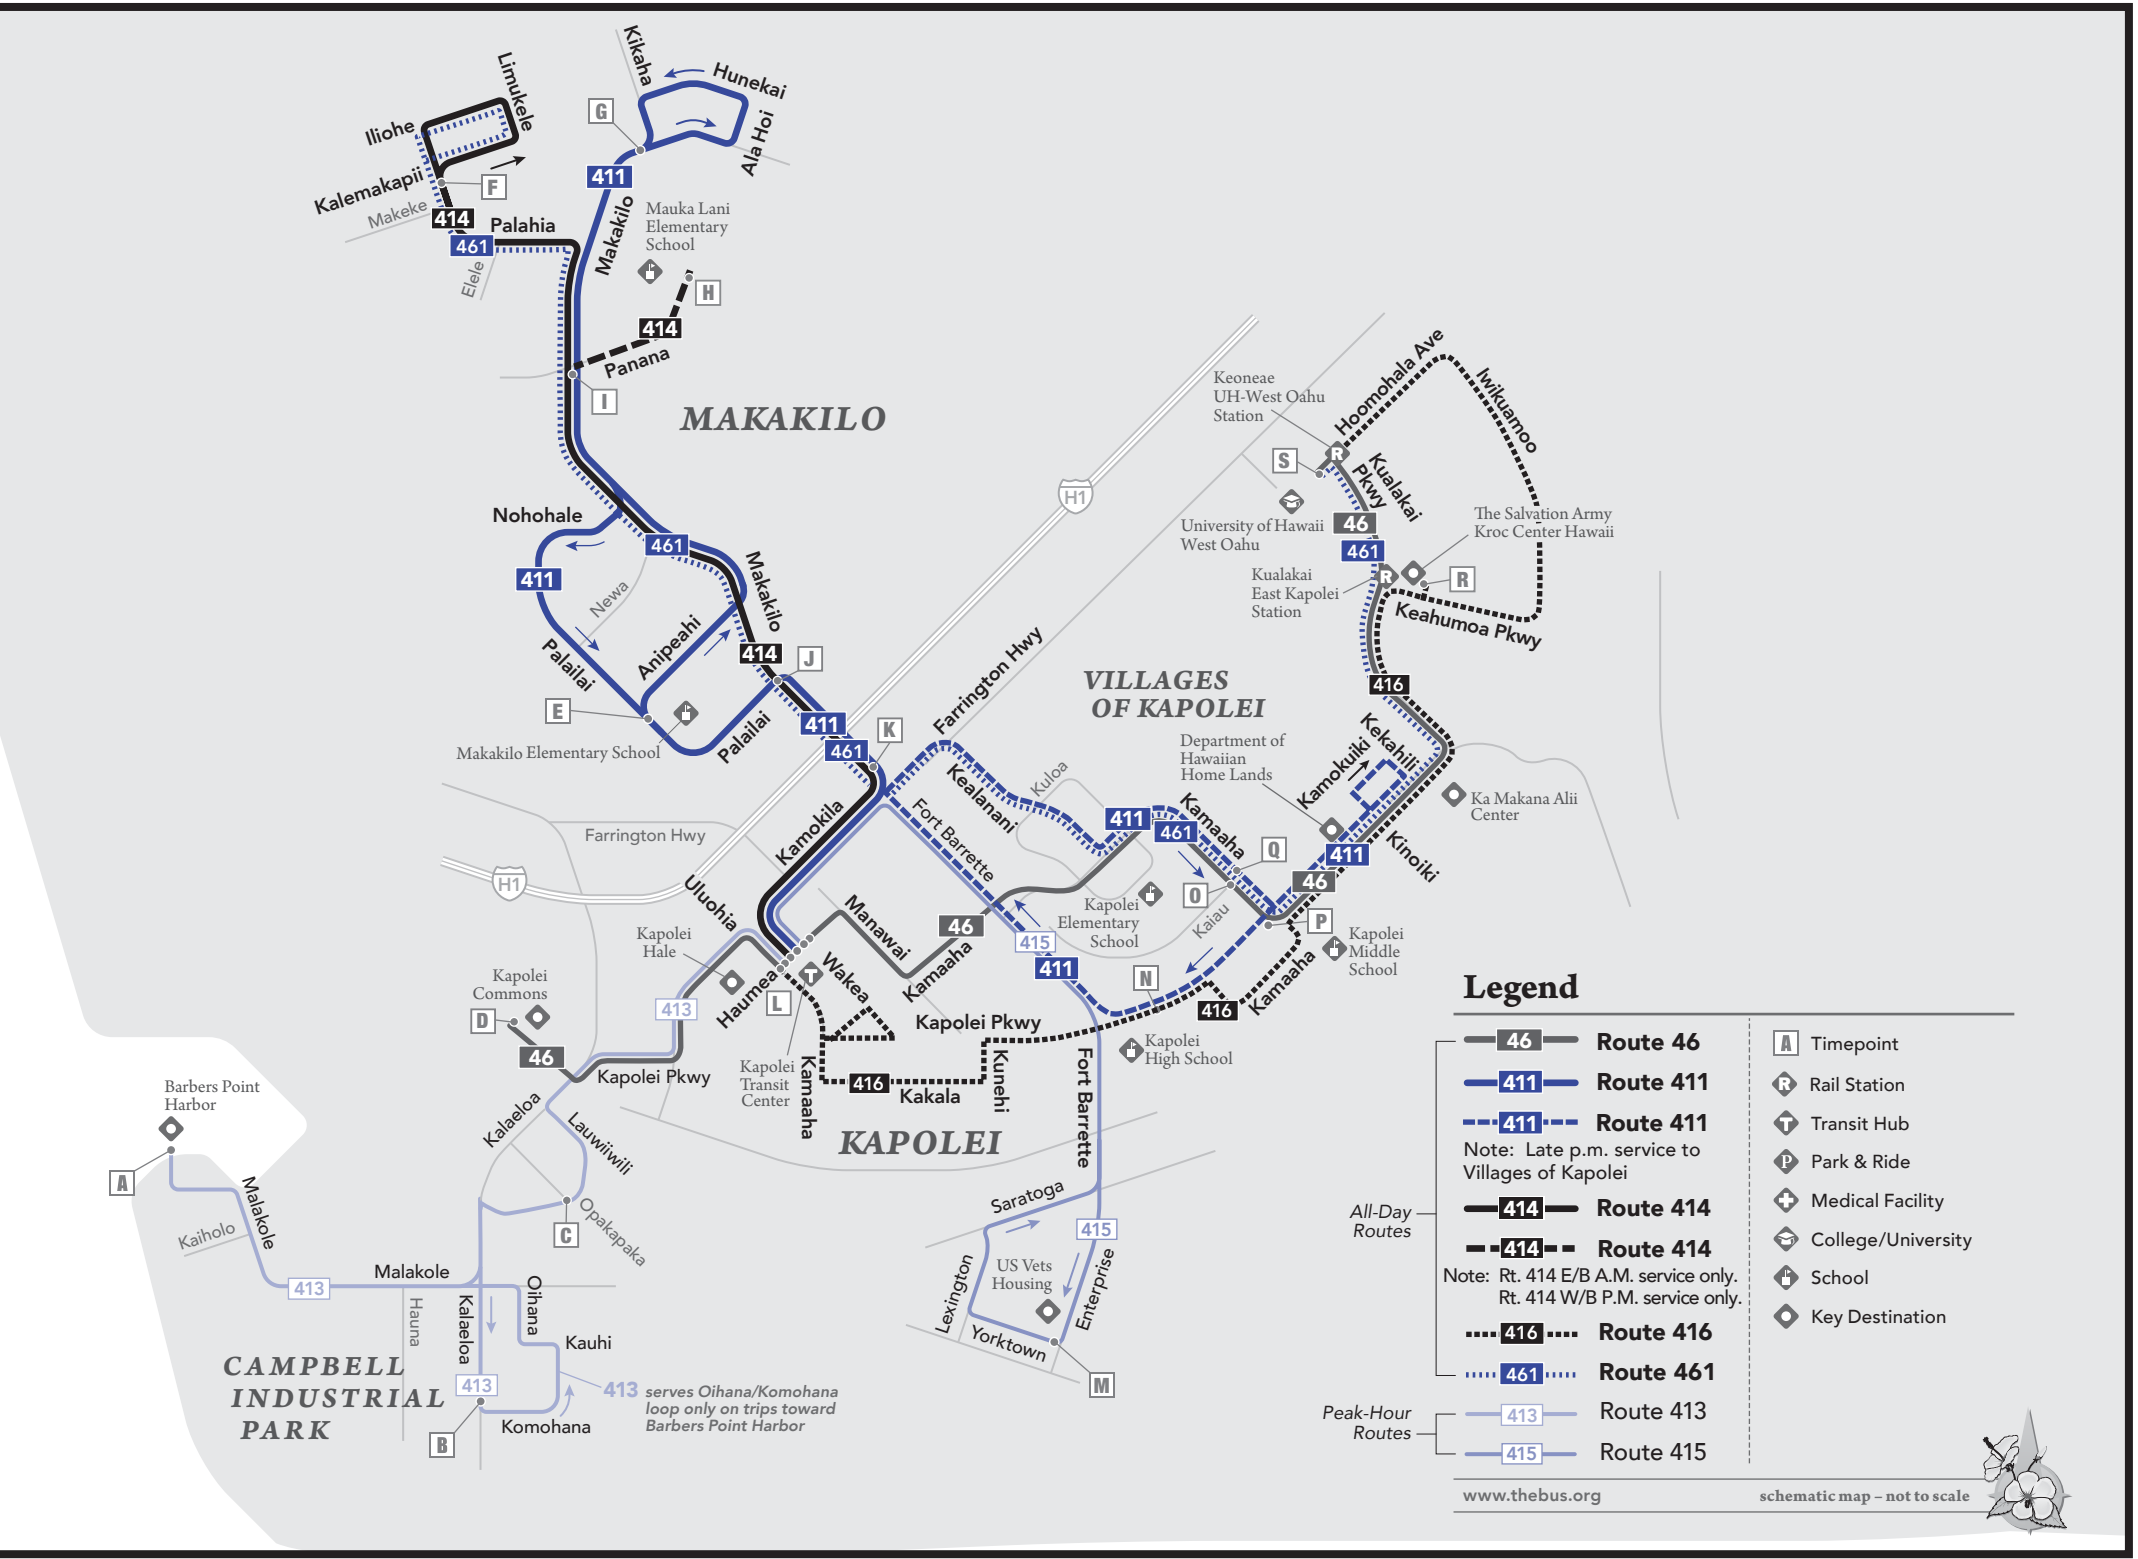 Kikaha
Hunekai
Limukele
G
Ala Hoi
Iliohe
411
Kalemakapii
F
Makeke
414
Palahia
461
Elele
Makakilo
Mauka Lani
Elementary
School
H
414
Panana
I
MAKAKILO
Nohohale
461
411
Newa
Makakilo
Anipeahi
Palailai
414
J
E
Makakilo Elementary School
Palailai
411
461
K
H1
Farrington Hwy
Keoneae
UH-West Oahu
Station
S
Hoomohala Ave
Iwikuamoo
Kualakai
Pkwy
University of Hawaii
West Oahu
46
461
The Salvation Army
Kroc Center Hawaii
R
R
R
Kualakai
East Kapolei
Station
Keahumoa Pkwy
416
VILLAGES
OF KAPOLEI
Department of
Hawaiian
Home Lands
Kekahili
Kamokuiki
Ka Makana Alii
Center
Kinoiki
411
46
Kuloa
Kealanani
411
461
Kamaaha
Q
O
P
Kaiau
Kapolei
Elementary
School
Kapolei
Middle
School
Kamaaha
416
N
Fort Barrette
Kamokila
Farrington Hwy
H1
Uluohia
Manawai
46
Kamaaha
415
411
Kapolei
Hale
Haumea
L
T
Wakea
Kapolei
Commons
D
46
413
Kapolei Pkwy
Kapolei
Transit
Center
Kapolei Pkwy
Kamaaha
416
Kakala
Kunehi
Kapolei
High School
Fort Barrette
KAPOLEI
Barbers Point
Harbor
A
Malakole
Kaiholo
Kalaeloa
Lauwiiwili
C
Opakapaka
413
Malakole
Hauna
Kalaeloa
Oihana
Kauhi
413
Komohana
B
413 serves Oihana/Komohana
loop only on trips toward
Barbers Point Harbor
CAMPBELL
INDUSTRIAL
PARK
Saratoga
415
Lexington
US Vets
Housing
Enterprise
Yorktown
M
Legend
All-Day
Routes
46 Route 46
411 Route 411
411 Route 411
Note: Late p.m. service to
Villages of Kapolei
414 Route 414
414 Route 414
Note: Rt. 414 E/B A.M. service only.
Rt. 414 W/B P.M. service only.
416 Route 416
461 Route 461
Peak-Hour
Routes
413 Route 413
415 Route 415
A Timepoint
R Rail Station
T Transit Hub
P Park & Ride
Medical Facility
College/University
School
Key Destination
www.thebus.org
schematic map – not to scale